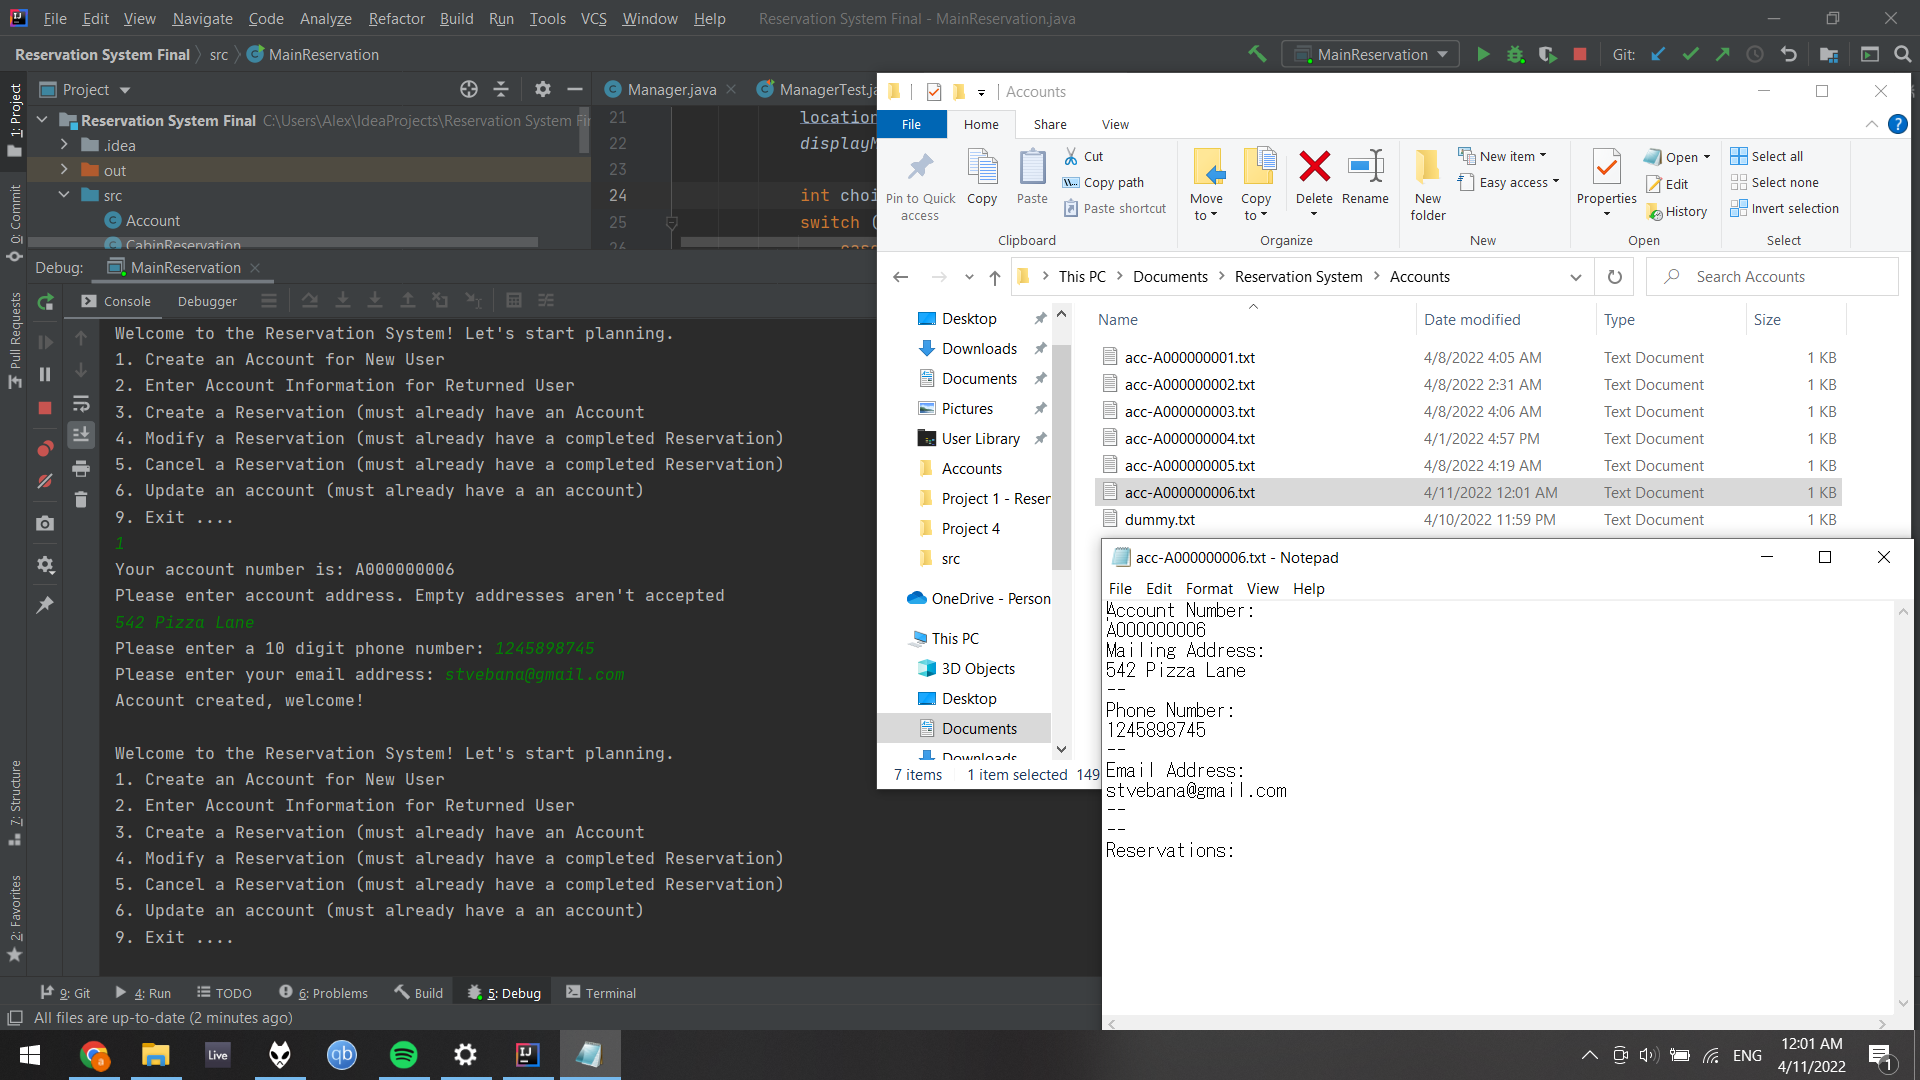 File Edit View Navigate Code Analyze Refactor Build Run Tools VCS Window Help Reservation System Final - MainReservation.java
Reservation System Final src MainReservation
MainReservation Git:
1: Project
0: Commit
Pull Requests
7: Structure
2: Favorites
Project
Reservation System Final C:\Users\Alex\IdeaProjects\Reservation System Fin
.idea
out
src
Account
CabinReservation
Manager.java ManagerTest.ja
21 location
22 displayM
23
24 int choi
25 switch (
26 case
Debug: MainReservation
Console Debugger
Welcome to the Reservation System! Let's start planning.
1. Create an Account for New User
2. Enter Account Information for Returned User
3. Create a Reservation (must already have an Account
4. Modify a Reservation (must already have a completed Reservation)
5. Cancel a Reservation (must already have a completed Reservation)
6. Update an account (must already have a an account)
9. Exit ....
1
Your account number is: A000000006
Please enter account address. Empty addresses aren't accepted
542 Pizza Lane
Please enter a 10 digit phone number: 1245898745
Please enter your email address: stvebana@gmail.com
Account created, welcome!
Welcome to the Reservation System! Let's start planning.
1. Create an Account for New User
2. Enter Account Information for Returned User
3. Create a Reservation (must already have an Account
4. Modify a Reservation (must already have a completed Reservation)
5. Cancel a Reservation (must already have a completed Reservation)
6. Update an account (must already have a an account)
9. Exit ....
9: Git 4: Run TODO 6: Problems Build 5: Debug Terminal
All files are up-to-date (2 minutes ago)
Accounts
File Home Share View
Pin to Quick access
Copy
Paste
Cut
Copy path
Paste shortcut
Clipboard
Move to
Copy to
Delete
Rename
Organize
New folder
New item
Easy access
New
Properties
Open
Edit
History
Open
Select all
Select none
Invert selection
Select
This PC Documents Reservation System Accounts
Search Accounts
Desktop
Downloads
Documents
Pictures
User Library
Accounts
Project 1 - Reser
Project 4
src
OneDrive - Person
This PC
3D Objects
Desktop
Documents
Downloads
Name Date modified Type Size
acc-A000000001.txt 4/8/2022 4:05 AM Text Document 1 KB
acc-A000000002.txt 4/8/2022 2:31 AM Text Document 1 KB
acc-A000000003.txt 4/8/2022 4:06 AM Text Document 1 KB
acc-A000000004.txt 4/1/2022 4:57 PM Text Document 1 KB
acc-A000000005.txt 4/8/2022 4:19 AM Text Document 1 KB
acc-A000000006.txt 4/11/2022 12:01 AM Text Document 1 KB
dummy.txt 4/10/2022 11:59 PM Text Document 1 KB
7 items 1 item selected 149
acc-A000000006.txt - Notepad
File Edit Format View Help
Account Number:
A000000006
Mailing Address:
542 Pizza Lane
--
Phone Number:
1245898745
--
Email Address:
stvebana@gmail.com
--
--
Reservations:
Live
qb
IJ
ENG
12:01 AM
4/11/2022
1